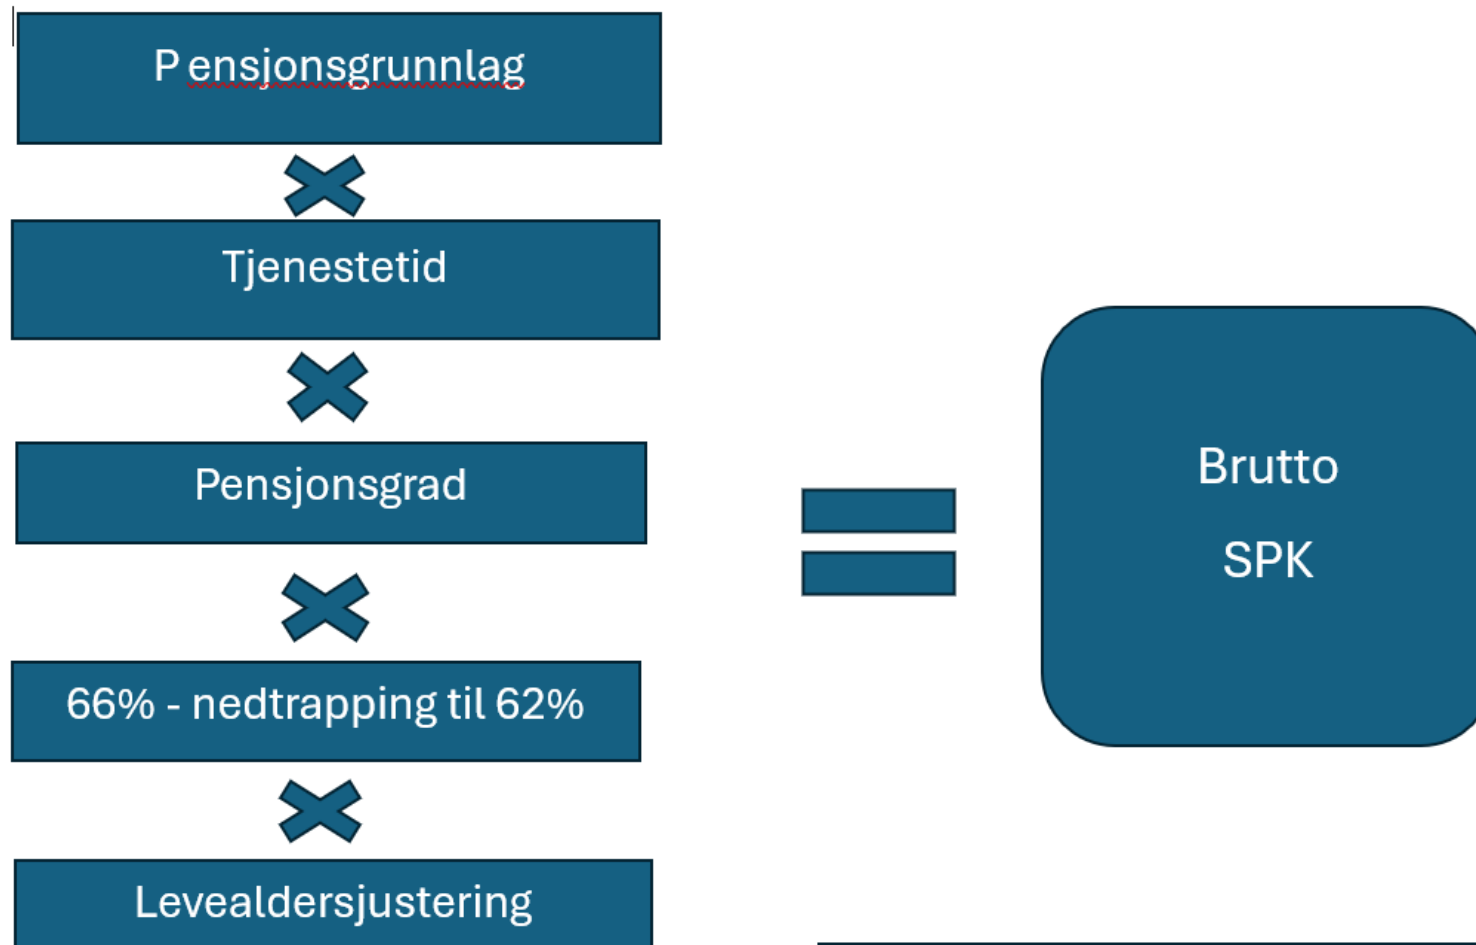 P ensjonsgrunnlag
Tjenestetid
Pensjonsgrad
66% - nedtrapping til 62%
Levealdersjustering
Brutto
SPK